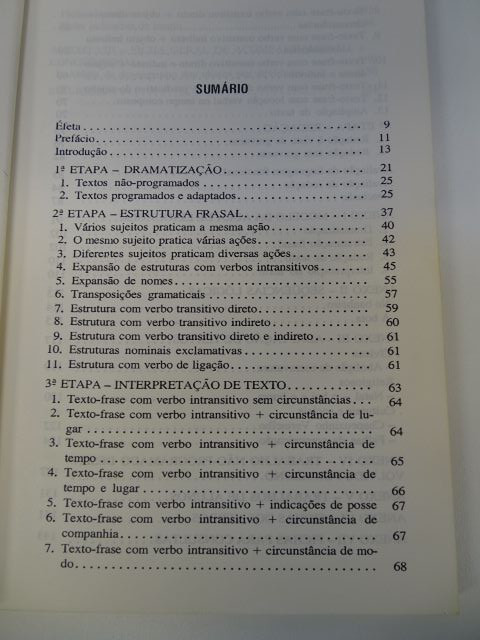 SUMÁRIO
Éfeta . . . . . . . . . . . . . . . . . . . . . . . . . . . . . . . . 9
Prefácio . . . . . . . . . . . . . . . . . . . . . . . . . . . . . . 11
Introdução . . . . . . . . . . . . . . . . . . . . . . . . . . . . 13
1ª ETAPA – DRAMATIZAÇÃO . . . . . . . . . . . . . . . . . . . . 21
1. Textos não-programados . . . . . . . . . . . . . . . . . . . . 25
2. Textos programados e adaptados . . . . . . . . . . . . . . . . 25
2ª ETAPA – ESTRUTURA FRASAL . . . . . . . . . . . . . . . . . . 37
1. Vários sujeitos praticam a mesma ação . . . . . . . . . . . . 40
2. O mesmo sujeito pratica várias ações . . . . . . . . . . . . . 42
3. Diferentes sujeitos praticam diversas ações . . . . . . . . . 43
4. Expansão de estruturas com verbos intransitivos . . . . . . . 45
5. Expansão de nomes . . . . . . . . . . . . . . . . . . . . . . 55
6. Transposições gramaticais . . . . . . . . . . . . . . . . . . 57
7. Estrutura com verbo transitivo direto . . . . . . . . . . . . 59
8. Estrutura com verbo transitivo indireto . . . . . . . . . . . 60
9. Estrutura com verbo transitivo direto e indireto . . . . . . . 61
10. Estruturas nominais exclamativas . . . . . . . . . . . . . . 61
11. Estrutura com verbo de ligação . . . . . . . . . . . . . . . 61
3ª ETAPA – INTERPRETAÇÃO DE TEXTO . . . . . . . . . . . . . . . 63
1. Texto-frase com verbo intransitivo sem circunstâncias . . . 64
2. Texto-frase com verbo intransitivo + circunstância de lu-
gar . . . . . . . . . . . . . . . . . . . . . . . . . . . . . . . 64
3. Texto-frase com verbo intransitivo + circunstância de
tempo . . . . . . . . . . . . . . . . . . . . . . . . . . . . . . 65
4. Texto-frase com verbo intransitivo + circunstância de
tempo e lugar . . . . . . . . . . . . . . . . . . . . . . . . . . 66
5. Texto-frase com verbo intransitivo + indicações de posse 67
6. Texto-frase com verbo intransitivo + circunstância de
companhia . . . . . . . . . . . . . . . . . . . . . . . . . . . . 67
7. Texto-frase com verbo intransitivo + circunstância de mo-
do . . . . . . . . . . . . . . . . . . . . . . . . . . . . . . . . 68